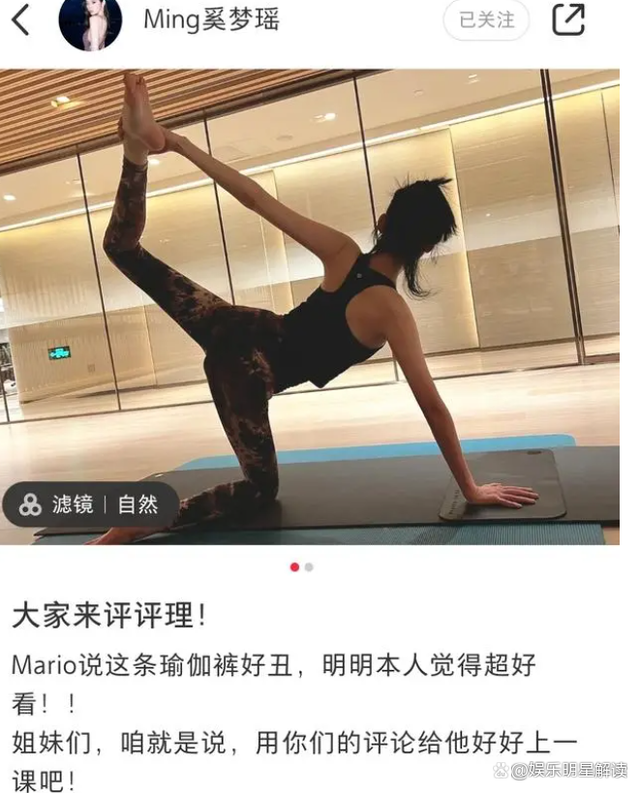 Ming奚梦瑶
已关注
滤镜 | 自然
大家来评评理！
Mario说这条瑜伽裤好丑，明明本人觉得超好
看！！
姐妹们，咱就是说，用你们的评论给他好好上一
课吧！
@娱乐明星解读